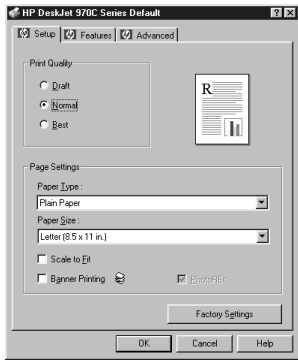 HP DeskJet 970C Series Default
Setup Features Advanced
Print Quality
Draft
Normal
Best
R
Page Settings
Paper Type :
Plain Paper
Paper Size :
Letter (8.5 x 11 in.)
Scale to Fit
Banner Printing PhotoREt
Factory Settings
OK Cancel Help